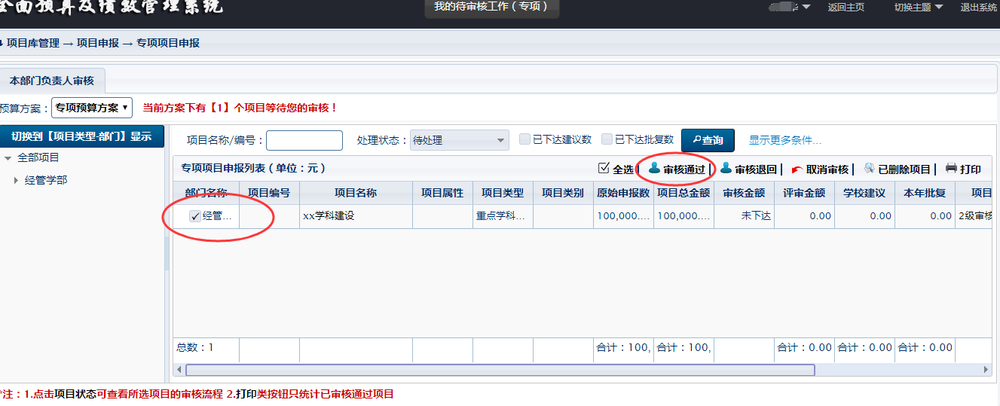 全面预算及绩效管理系统
我的待审核工作（专项） 返回主页 切换主题 退出系统
项目库管理 → 项目申报 → 专项项目申报
本部门负责人审核
预算方案： 专项预算方案 当前方案下有【1】个项目等待您的审核！
切换到【项目类型-部门】显示
项目名称/编号： 处理状态： 待处理 已下达建议数 已下达批复数 查询 显示更多条件...
全部项目
专项项目申报列表（单位：元） 全选 审核通过 审核退回 取消审核 已删除项目 打印
经管学部
部门名称 项目编号 项目名称 项目属性 项目类型 项目类别 原始申报数 项目总金额 审核金额 评审金额 学校建议 本年批复 项目
经管... xx学科建设 重点学科... 100,000.... 100,000.... 未下达 0.00 0.00 0.00 2级审核
总数：1 合计：100, 合计：100, 合计：0.00 合计：0.00 合计：0.00
*注：1.点击项目状态可查看所选项目的审核流程 2.打印类按钮只统计已审核通过项目